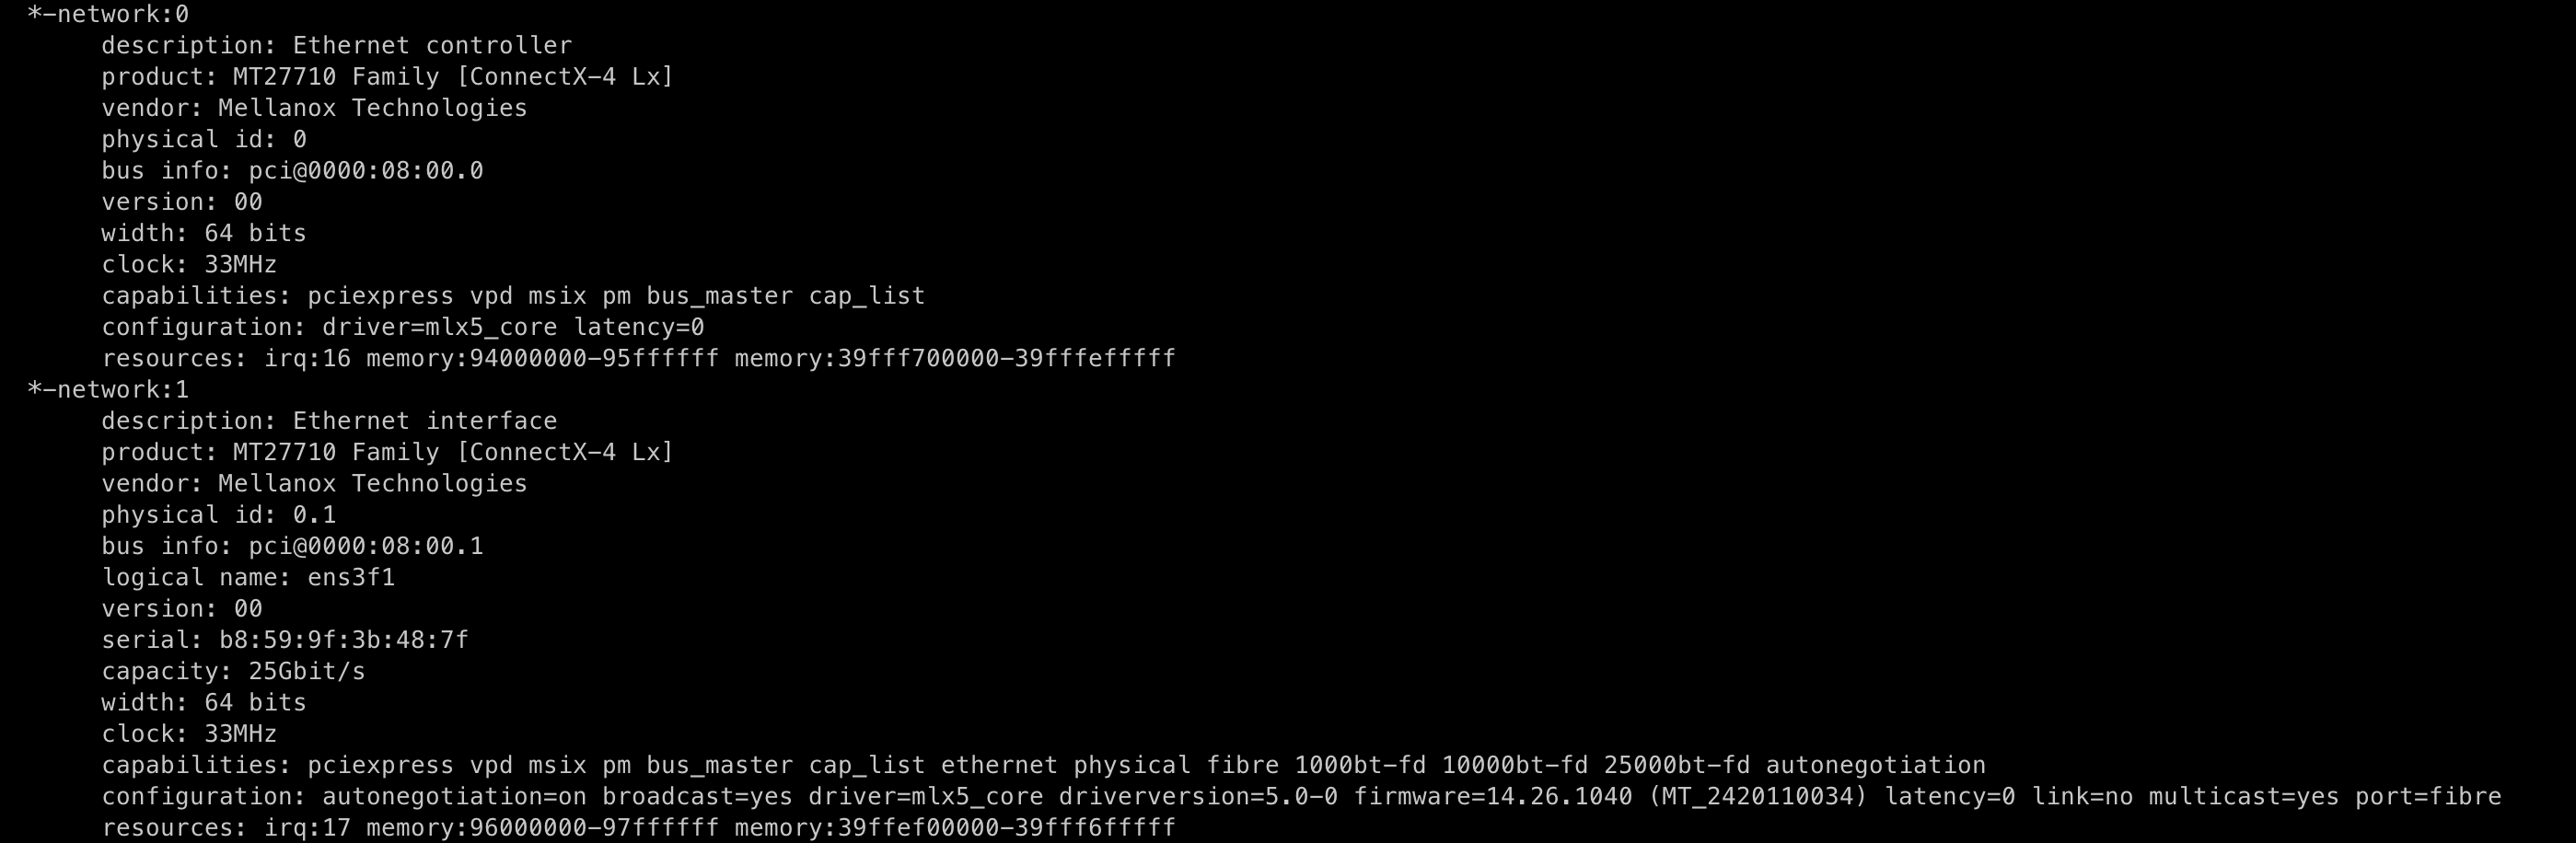 *-network:0
description: Ethernet controller
product: MT27710 Family [ConnectX-4 Lx]
vendor: Mellanox Technologies
physical id: 0
bus info: pci@0000:08:00.0
version: 00
width: 64 bits
clock: 33MHz
capabilities: pciexpress vpd msix pm bus_master cap_list
configuration: driver=mlx5_core latency=0
resources: irq:16 memory:94000000-95ffffff memory:39fff700000-39fffefffff
*-network:1
description: Ethernet interface
product: MT27710 Family [ConnectX-4 Lx]
vendor: Mellanox Technologies
physical id: 0.1
bus info: pci@0000:08:00.1
logical name: ens3f1
version: 00
serial: b8:59:9f:3b:48:7f
capacity: 25Gbit/s
width: 64 bits
clock: 33MHz
capabilities: pciexpress vpd msix pm bus_master cap_list ethernet physical fibre 1000bt-fd 10000bt-fd 25000bt-fd autonegotiation
configuration: autonegotiation=on broadcast=yes driver=mlx5_core driverversion=5.0-0 firmware=14.26.1040 (MT_2420110034) latency=0 link=no multicast=yes port=fibre
resources: irq:17 memory:96000000-97ffffff memory:39ffef00000-39fff6fffff